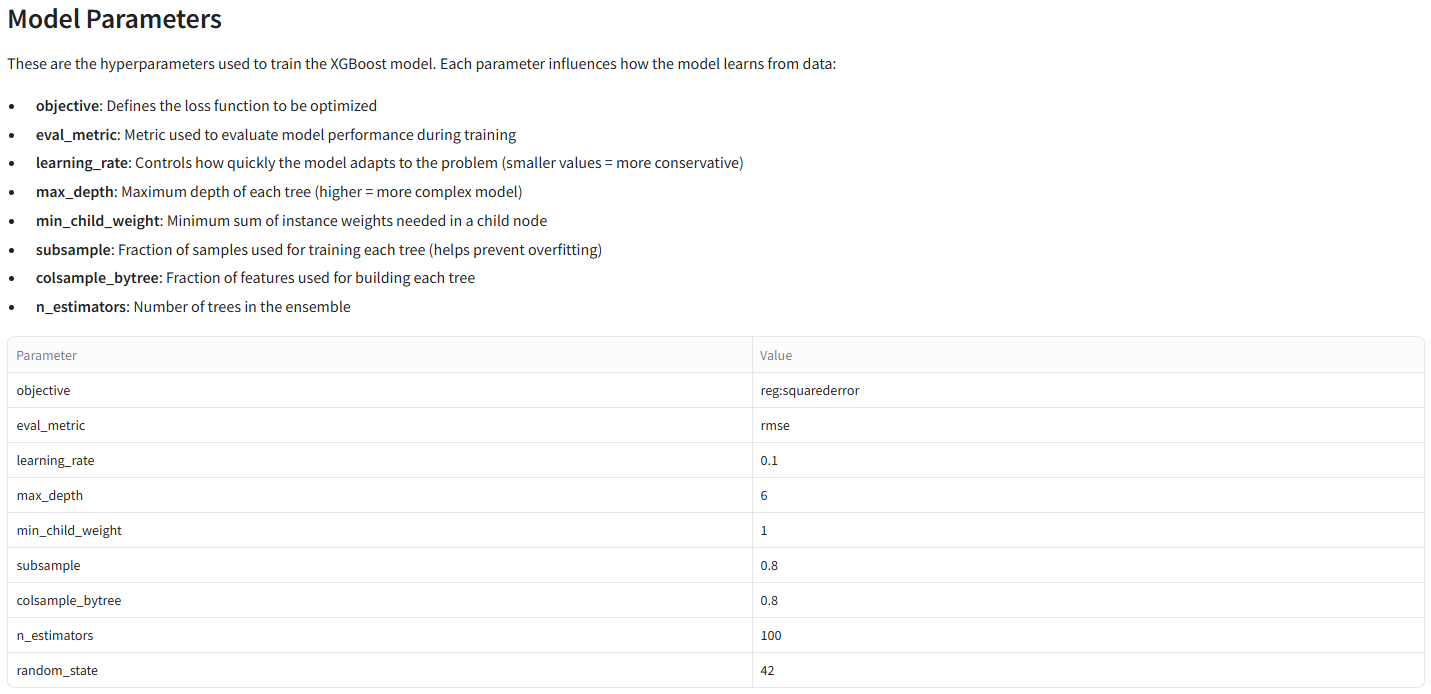 Model Parameters
These are the hyperparameters used to train the XGBoost model. Each parameter influences how the model learns from data:
• objective: Defines the loss function to be optimized
• eval_metric: Metric used to evaluate model performance during training
• learning_rate: Controls how quickly the model adapts to the problem (smaller values = more conservative)
• max_depth: Maximum depth of each tree (higher = more complex model)
• min_child_weight: Minimum sum of instance weights needed in a child node
• subsample: Fraction of samples used for training each tree (helps prevent overfitting)
• colsample_bytree: Fraction of features used for building each tree
• n_estimators: Number of trees in the ensemble
Parameter Value
objective reg:squarederror
eval_metric rmse
learning_rate 0.1
max_depth 6
min_child_weight 1
subsample 0.8
colsample_bytree 0.8
n_estimators 100
random_state 42